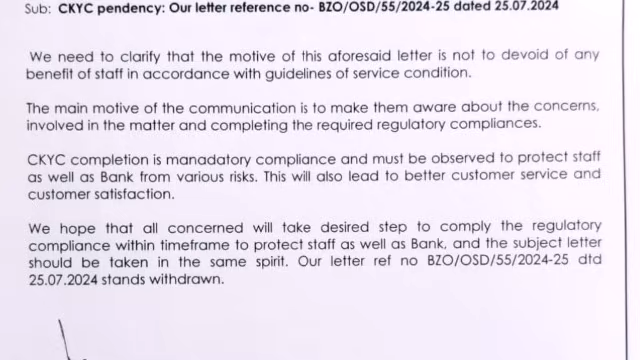 Sub: CKYC pendency: Our letter reference no- BZO/OSD/55/2024-25 dated 25.07.2024
We need to clarify that the motive of this aforesaid letter is not to devoid of any
benefit of staff in accordance with guidelines of service condition.
The main motive of the communication is to make them aware about the concerns,
involved in the matter and completing the required regulatory compliances.
CKYC completion is manadatory compliance and must be observed to protect staff
as well as Bank from various risks. This will also lead to better customer service and
customer satisfaction.
We hope that all concerned will take desired step to comply the regulatory
compliance within timeframe to protect staff as well as Bank, and the subject letter
should be taken in the same spirit. Our letter ref no BZO/OSD/55/2024-25 dtd
25.07.2024 stands withdrawn.